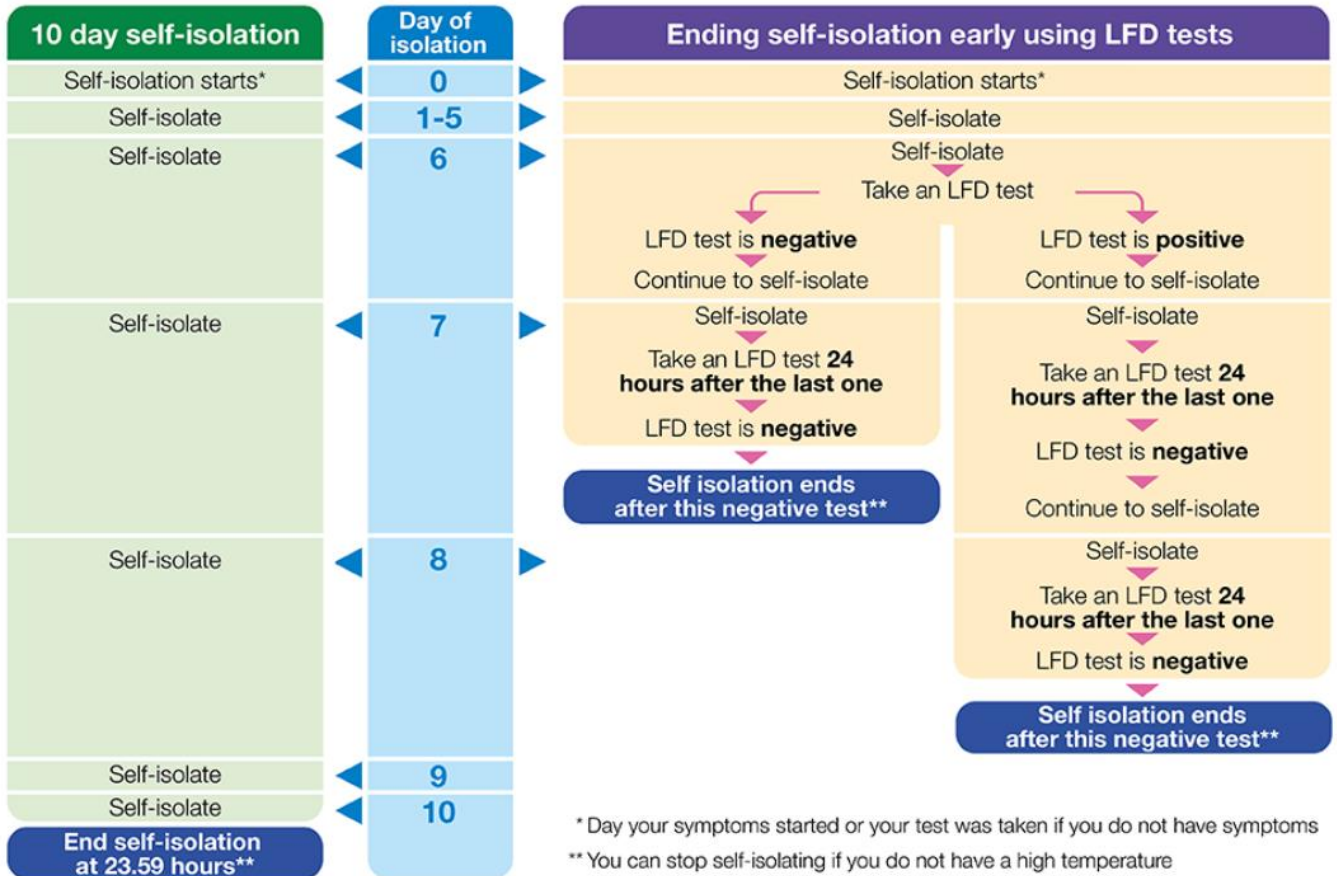 10 day self-isolation
Day of
isolation
Ending self-isolation early using LFD tests
Self-isolation starts*
0
Self-isolation starts*
Self-isolate
1-5
Self-isolate
Self-isolate
6
Self-isolate
Take an LFD test
LFD test is negative
Continue to self-isolate
LFD test is positive
Continue to self-isolate
Self-isolate
7
Self-isolate
Take an LFD test 24
hours after the last one
LFD test is negative
Self isolation ends
after this negative test**
Self-isolate
Take an LFD test 24
hours after the last one
LFD test is negative
Continue to self-isolate
Self-isolate
8
Self-isolate
Take an LFD test 24
hours after the last one
LFD test is negative
Self isolation ends
after this negative test**
Self-isolate
9
Self-isolate
10
End self-isolation
at 23.59 hours**
* Day your symptoms started or your test was taken if you do not have symptoms
** You can stop self-isolating if you do not have a high temperature